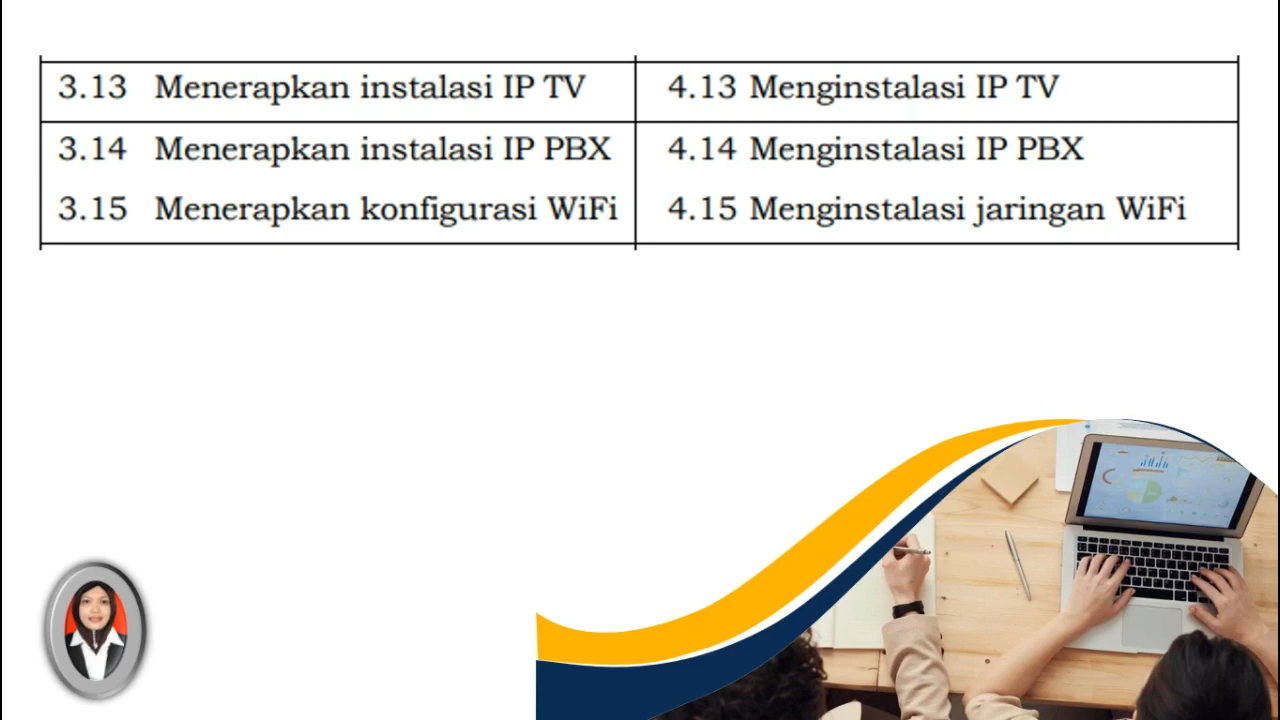 3.13 Menerapkan instalasi IP TV
4.13 Menginstalasi IP TV
3.14 Menerapkan instalasi IP PBX
4.14 Menginstalasi IP PBX
3.15 Menerapkan konfigurasi WiFi
4.15 Menginstalasi jaringan WiFi